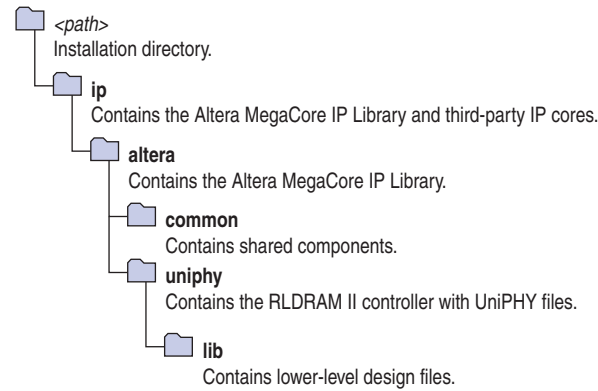 <path>
Installation directory.
ip
Contains the Altera MegaCore IP Library and third-party IP cores.
altera
Contains the Altera MegaCore IP Library.
common
Contains shared components.
uniphy
Contains the RLDRAM II controller with UniPHY files.
lib
Contains lower-level design files.